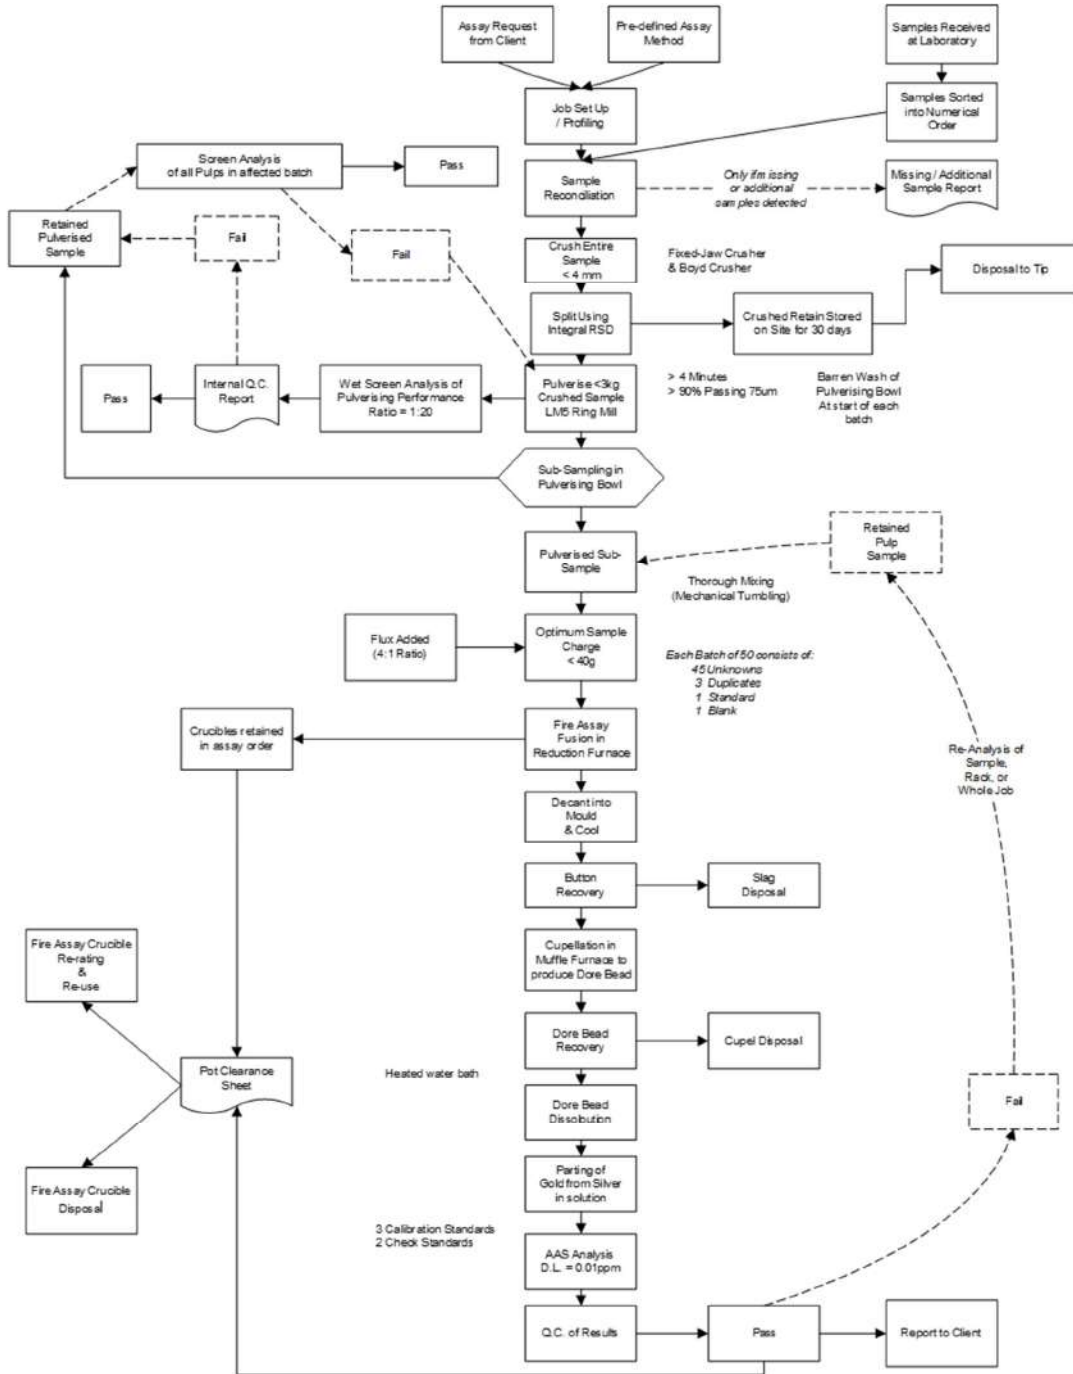 Assay Request
from Client
Pre-defined Assay
Method
Samples Received
at Laboratory
Job Set Up
/ Profiling
Samples Sorted
into Numerical
Order
Screen Analysis
of all Pulps in affected batch
Pass
Sample
Reconciliation
Only if missing
or additional
samples detected
Missing / Additional
Sample Report
Retained
Pulverised
Sample
Fail
Fail
Crush Entire
Sample
< 4 mm
Fixed-Jaw Crusher
& Boyd Crusher
Disposal to Tip
Split Using
Integral RSD
Crushed Retain Stored
on Site for 30 days
Pass
Internal Q.C.
Report
Wet Screen Analysis of
Pulverising Performance
Ratio = 1:20
Pulverise <3kg
Crushed Sample
LM5 Ring Mill
> 4 Minutes
> 90% Passing 75um
Barren Wash of
Pulverising Bowl
At start of each
batch
Sub-Sampling in
Pulverising Bowl
Retained
Pulp
Sample
Pulverised Sub-
Sample
Thorough Mixing
(Mechanical Tumbling)
Flux Added
(4:1 Ratio)
Optimum Sample
Charge
< 40g
Each Batch of 50 consists of:
45 Unknowns
3 Duplicates
1 Standard
1 Blank
Crucibles retained
in assay order
Fire Assay
Fusion in
Reduction Furnace
Re-Analysis of
Sample,
Rack, or
Whole Job
Decant into
Mould
& Cool
Button
Recovery
Slag
Disposal
Fire Assay Crucible
Re-rating
&
Re-use
Cupellation in
Muffle Furnace to
produce Dore Bead
Dore Bead
Recovery
Cupel Disposal
Pot Clearance
Sheet
Heated water bath
Dore Bead
Dissolbution
Fail
Fire Assay Crucible
Disposal
Parting of
Gold from Silver
in solution
3 Calibration Standards
2 Check Standards
AAS Analysis
D.L. = 0.01ppm
Q.C. of Results
Pass
Report to Client